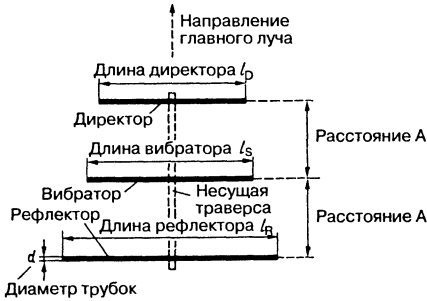 Направление
главного луча
Длина директора lD
Директор
Расстояние А
Длина вибратора lS
Вибратор
Несущая
траверса
Рефлектор
Расстояние А
Длина рефлектора lR
d
Диаметр трубок